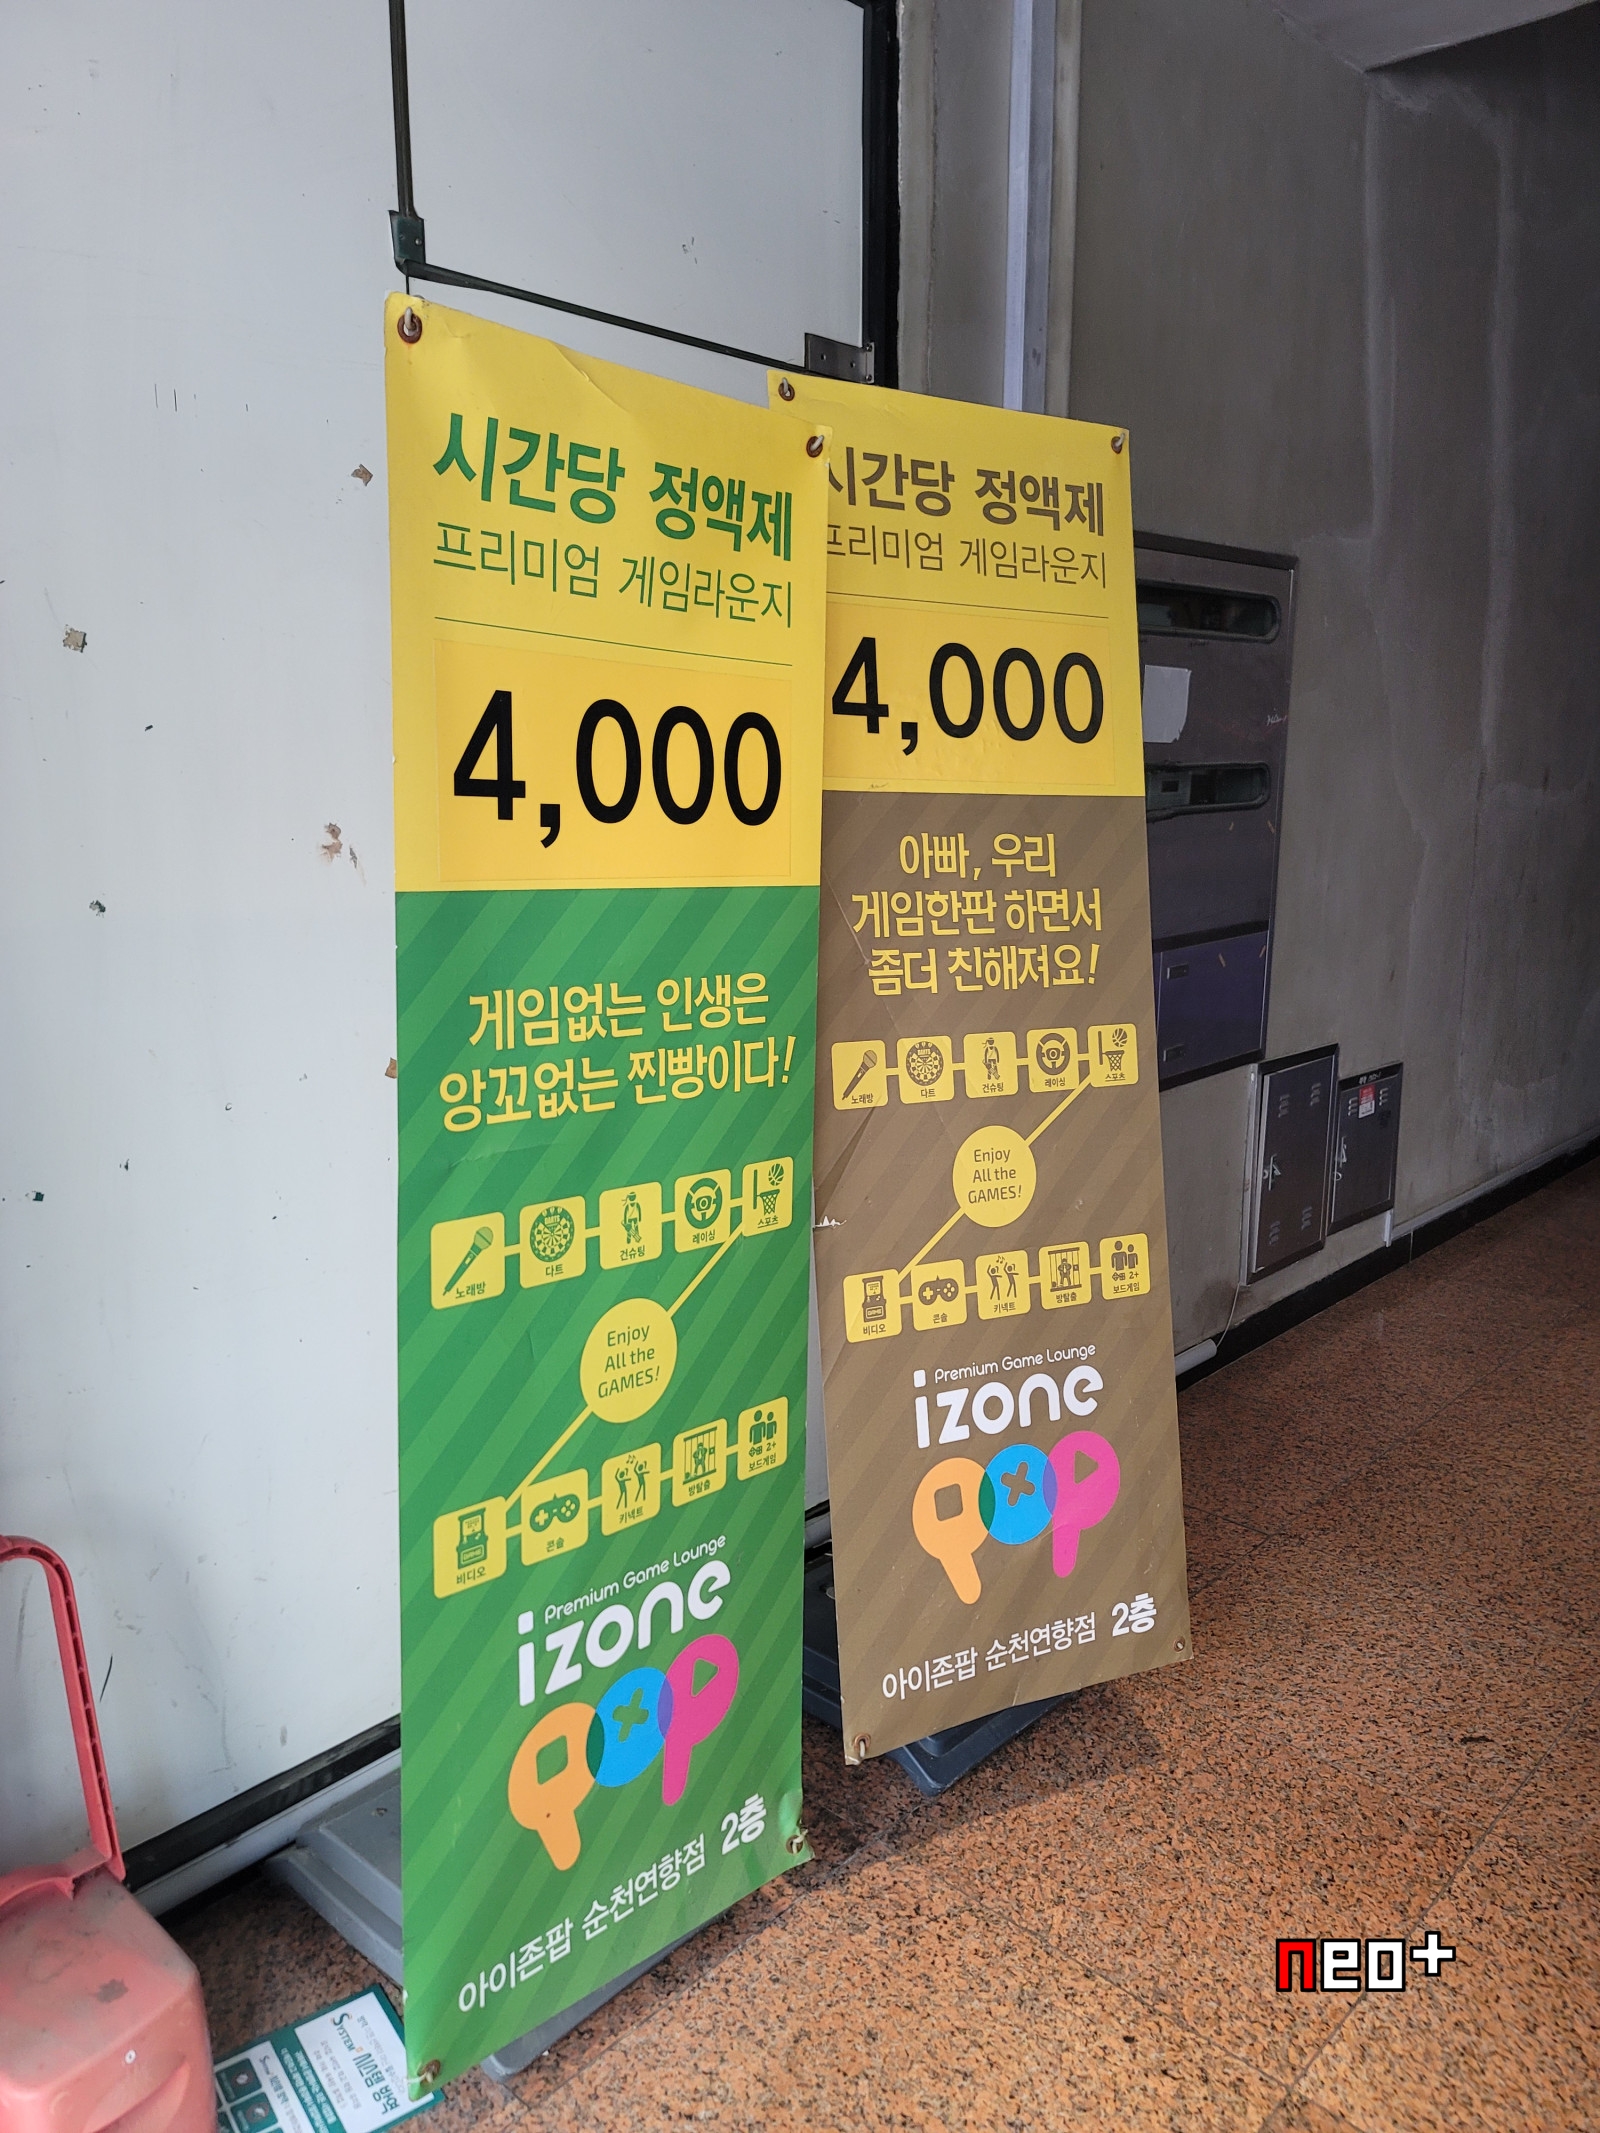 시간당 정액제
프리미엄 게임라운지
4,000
게임없는 인생은
앙꼬없는 찐빵이다!
노래방
DARTS
다트
건슈팅
레이싱
스포츠
Enjoy
All the
GAMES!
비디오
콘솔
키넥트
방탈출
2+
보드게임
Premium Game Lounge
izone
POP
아이존팝 순천연향점 2층
시간당 정액제
프리미엄 게임라운지
4,000
아빠, 우리
게임한판 하면서
좀더 친해져요!
노래방
DARTS
다트
건슈팅
레이싱
스포츠
Enjoy
All the
GAMES!
비디오
콘솔
키넥트
방탈출
2+
보드게임
Premium Game Lounge
izone
POP
아이존팝 순천연향점 2층
SYSTEM 시스템 방역
neo+